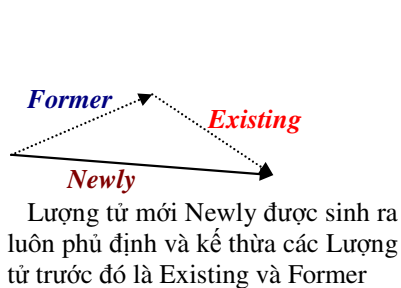 Former
Existing
Newly
Lượng tử mới Newly được sinh ra
luôn phủ định và kế thừa các Lượng
tử trước đó là Existing và Former